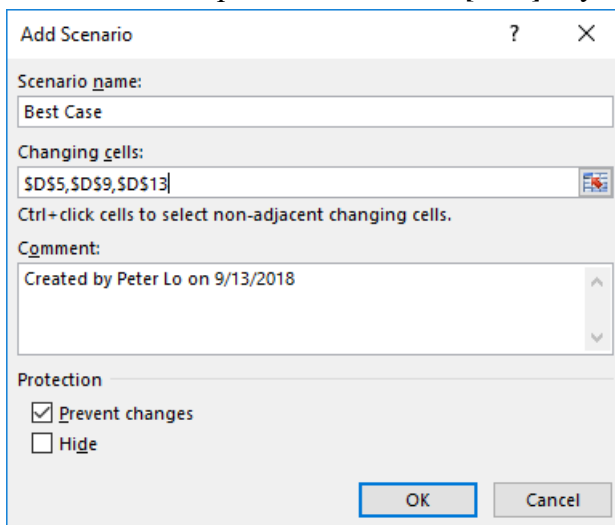 Add Scenario ? ×
Scenario name:
Best Case
Changing cells:
$D$5,$D$9,$D$13
Ctrl+click cells to select non-adjacent changing cells.
Comment:
Created by Peter Lo on 9/13/2018
Protection
Prevent changes
Hide
OK Cancel